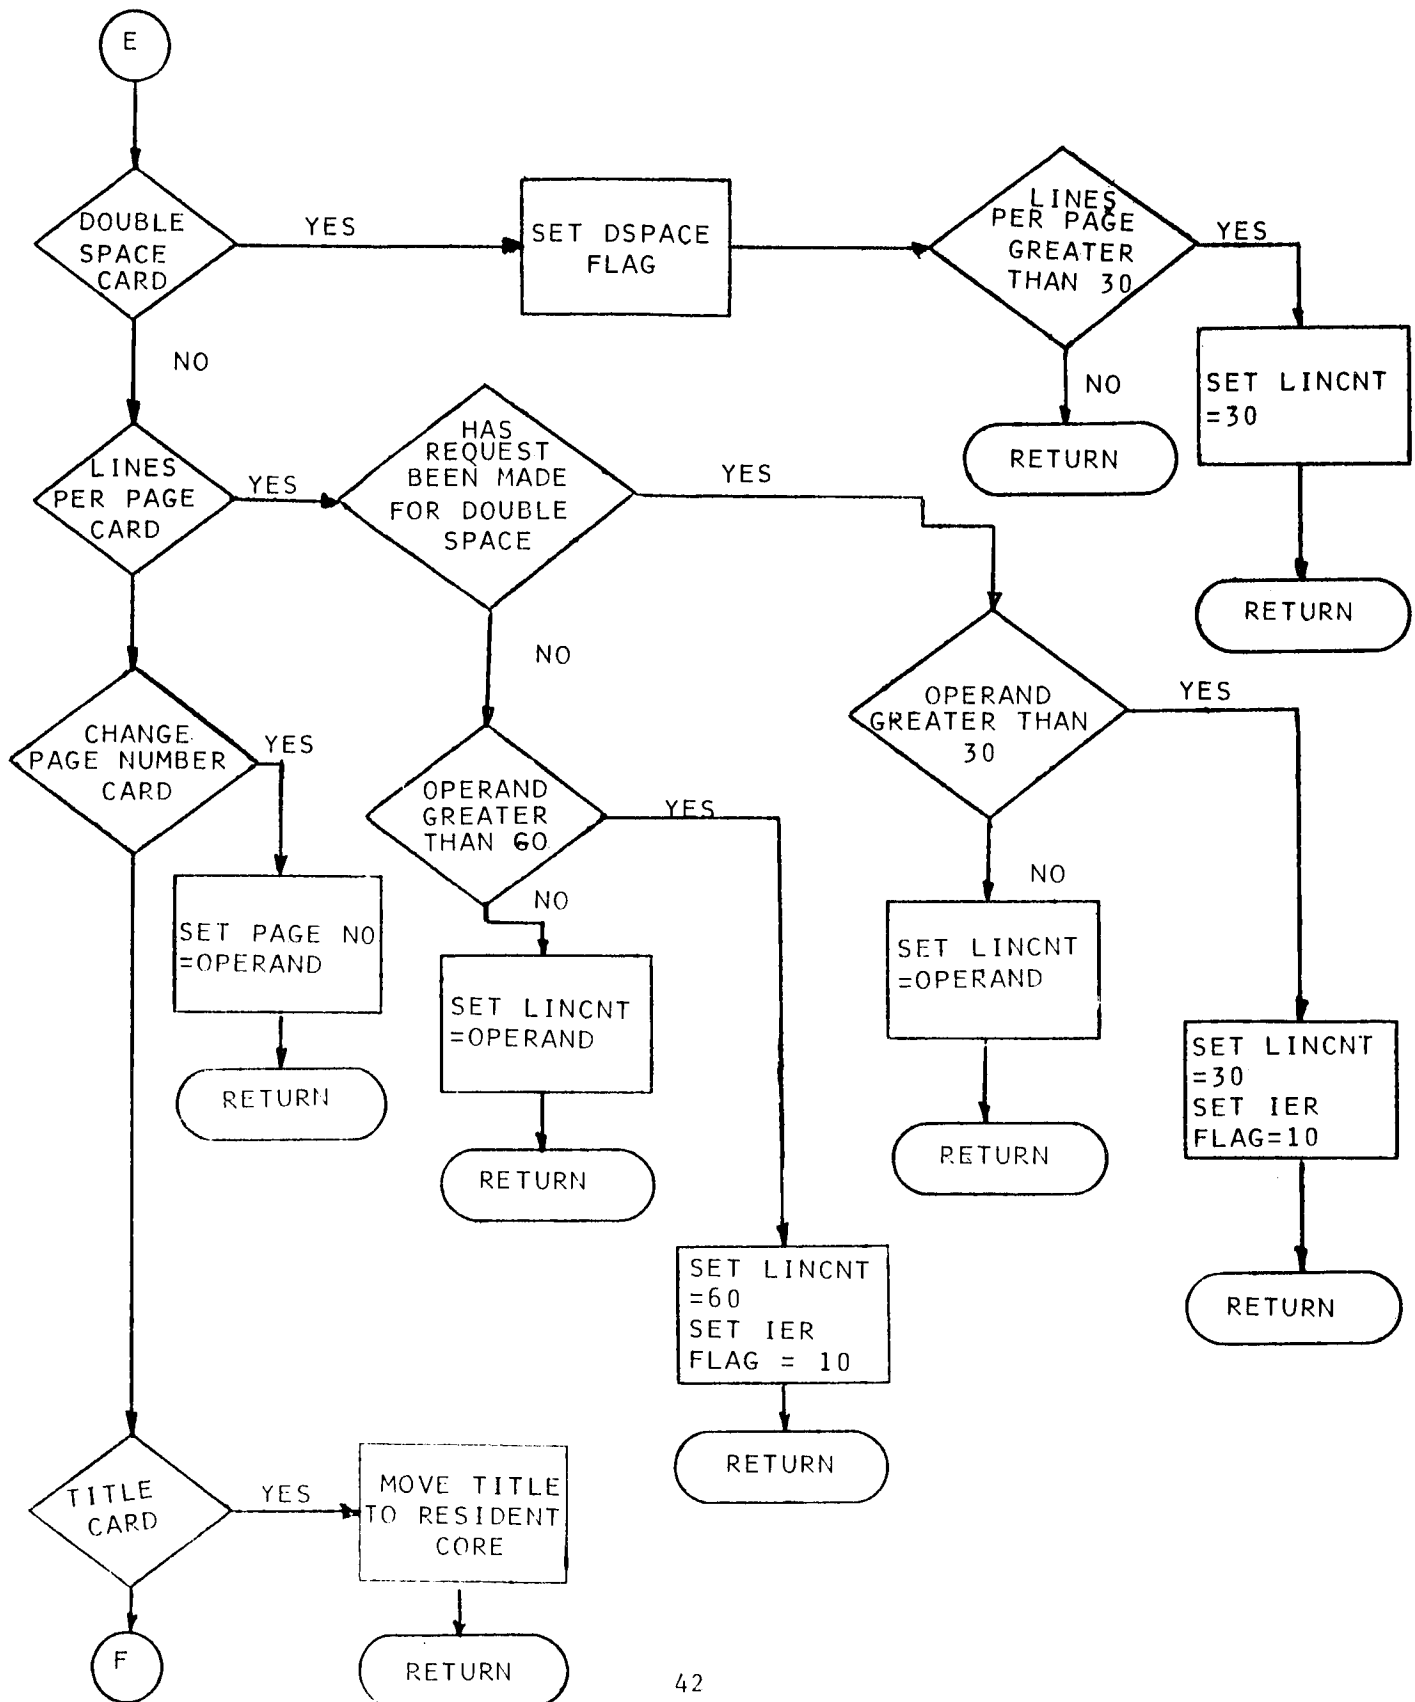 E
DOUBLE
SPACE
CARD
YES
SET DSPACE
FLAG
LINES
PER PAGE
GREATER
THAN 30
YES
SET LINCNT
=30
RETURN
NO
RETURN
NO
LINES
PER PAGE
CARD
YES
HAS
REQUEST
BEEN MADE
FOR DOUBLE
SPACE
YES
OPERAND
GREATER THAN
30
YES
SET LINCNT
=30
SET IER
FLAG=10
RETURN
NO
SET LINCNT
=OPERAND
RETURN
NO
OPERAND
GREATER
THAN 60
YES
SET LINCNT
=60
SET IER
FLAG = 10
RETURN
NO
SET LINCNT
=OPERAND
RETURN
CHANGE
PAGE NUMBER
CARD
YES
SET PAGE NO
=OPERAND
RETURN
TITLE
CARD
YES
MOVE TITLE
TO RESIDENT
CORE
RETURN
F
42